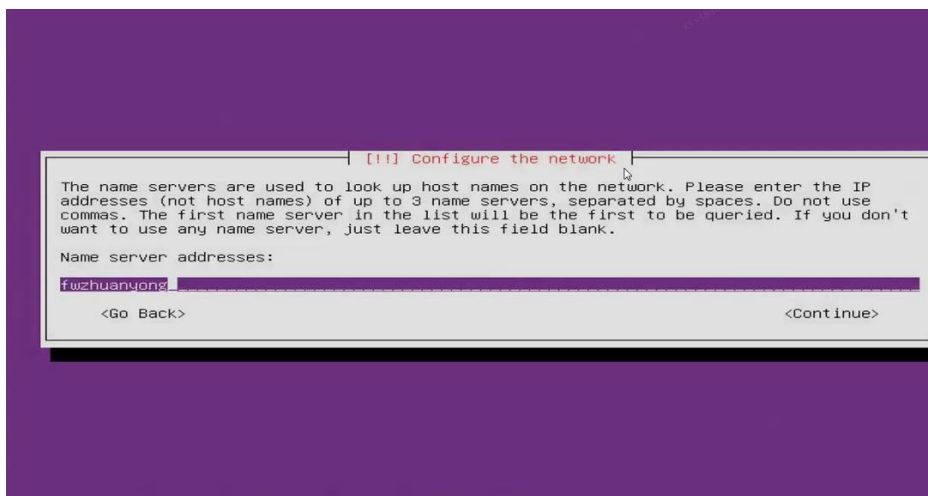 [!!] Configure the network
The name servers are used to look up host names on the network. Please enter the IP
addresses (not host names) of up to 3 name servers, separated by spaces. Do not use
commas. The first name server in the list will be the first to be queried. If you don't
want to use any name server, just leave this field blank.
Name server addresses:
fwzhuanyong
<Go Back> <Continue>